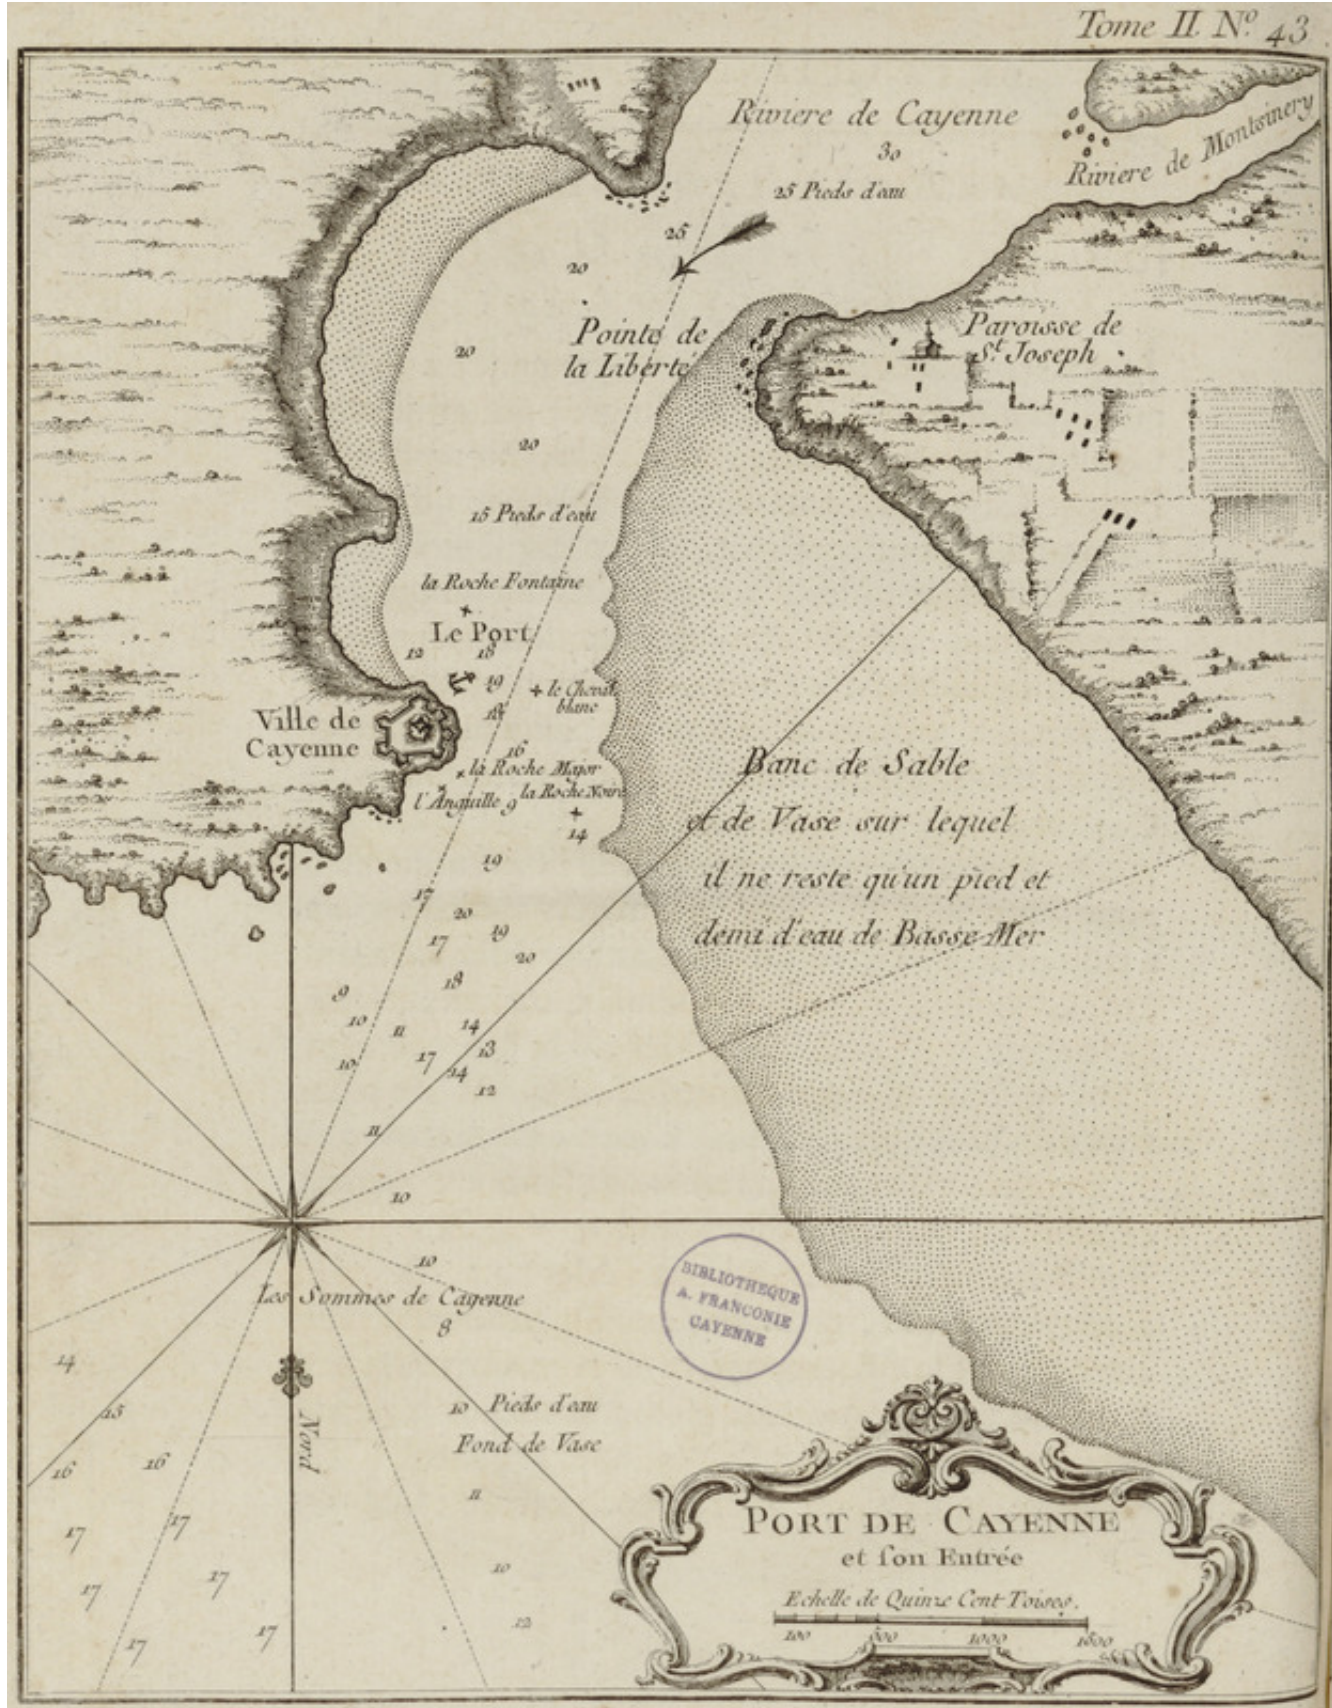 Tome II. N.º 43
Riviere de Cayenne
30
25 Pieds d'eau
Riviere de Montsinery
25
20
Pointe de
la Liberté
Paroisse de
S.t Joseph
20
20
15 Pieds d'eau
la Roche Fontaine
Le Port
12 18
19
le Cheval
blanc
18
Ville de
Cayenne
16
la Roche Major
l'Anguille 9
la Roche Noire
14
Banc de Sable
et de Vase sur lequel
il ne reste qu'un pied et
demi d'eau de Basse Mer
19
17
20
17 19
20
18
9
10 11 14
10 17 13
14
12
11
10
10
Les Sommes de Cayenne
8
BIBLIOTHEQUE
A. FRANCONIE
CAYENNE
14
15
16 16
17 17
17 17
17 17
Nord
10 Pieds d'eau
Fond de Vase
11
10
12
PORT DE CAYENNE
et son Entrée
Echelle de Quinze Cent Toises.
100 500 1000 1500